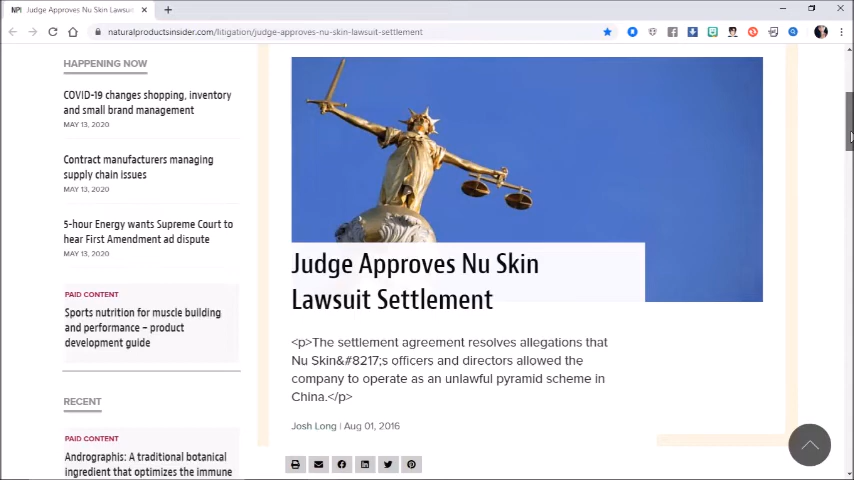 NPI Judge Approves Nu Skin Lawsuit
naturalproductsinsider.com/litigation/judge-approves-nu-skin-lawsuit-settlement
HAPPENING NOW
COVID-19 changes shopping, inventory
and small brand management
MAY 13, 2020
Contract manufacturers managing
supply chain issues
MAY 13, 2020
5-hour Energy wants Supreme Court to
hear First Amendment ad dispute
MAY 13, 2020
PAID CONTENT
Sports nutrition for muscle building
and performance – product
development guide
RECENT
PAID CONTENT
Andrographis: A traditional botanical
ingredient that optimizes the immune
Judge Approves Nu Skin
Lawsuit Settlement
<p>The settlement agreement resolves allegations that
Nu Skin&#8217;s officers and directors allowed the
company to operate as an unlawful pyramid scheme in
China.</p>
Josh Long | Aug 01, 2016